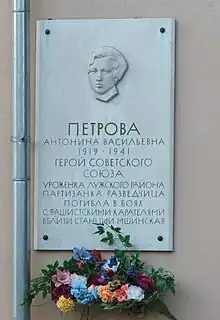 ПЕТРОВА
АНТОНИНА ВАСИЛЬЕВНА
1919 - 1941
ГЕРОЙ СОВЕТСКОГО
СОЮЗА
УРОЖЕНКА ЛУЖСКОГО РАЙОНА
ПАРТИЗАНКА РАЗВЕДЧИЦА
ПОГИБЛА В БОЯХ
С ФАШИСТСКИМИ КАРАТЕЛЯМИ
ВБЛИЗИ СТАНЦИИ МШИНСКАЯ